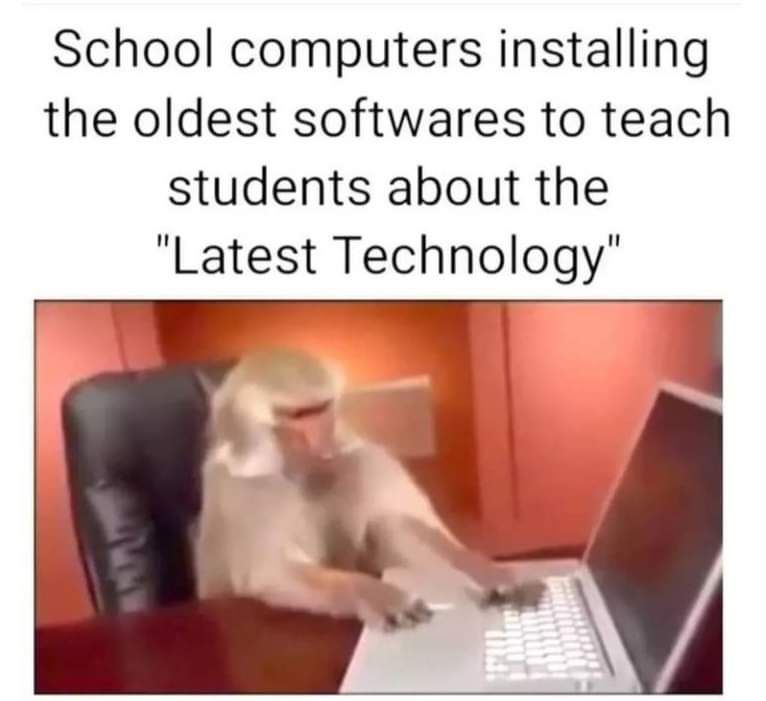 School computers installing
the oldest softwares to teach
students about the
"Latest Technology"